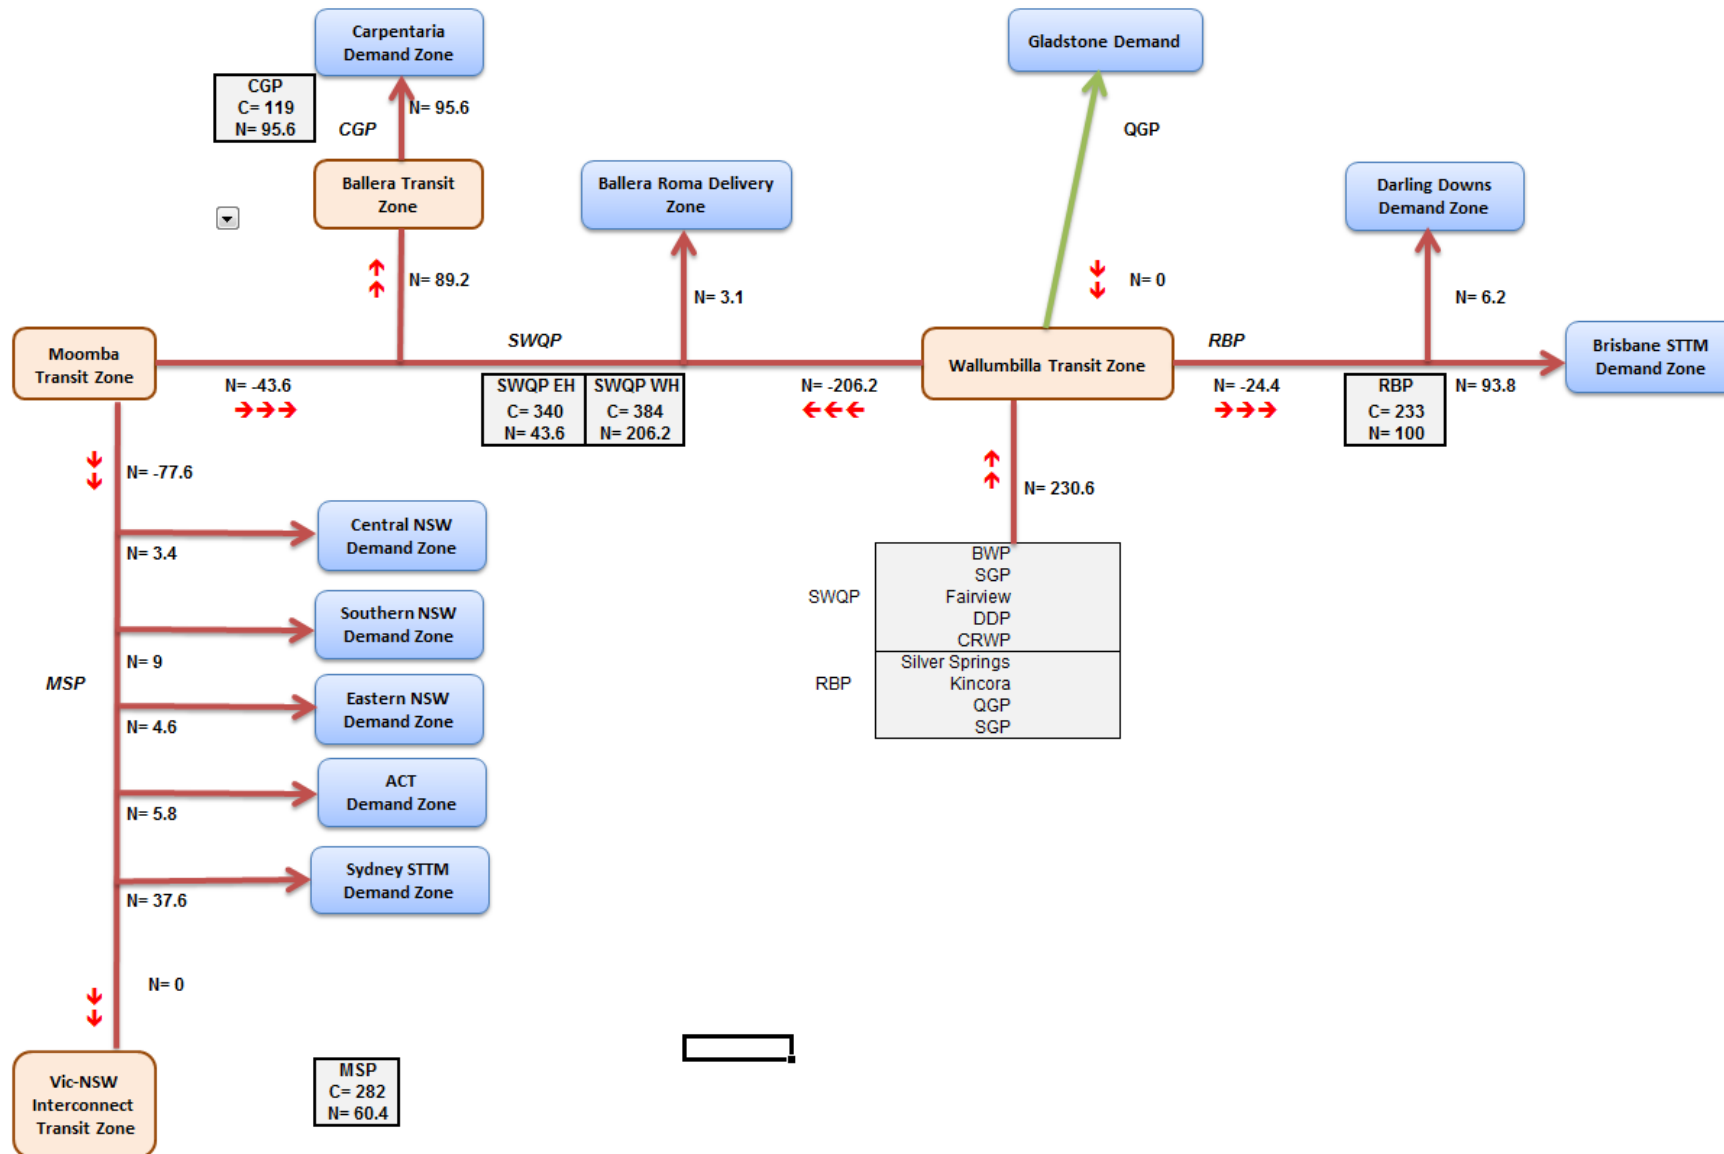 Carpentaria
Demand Zone
Gladstone Demand
CGP
C= 119
N= 95.6
N= 95.6
CGP
QGP
Ballera Transit
Zone
Ballera Roma Delivery
Zone
Darling Downs
Demand Zone
N= 89.2
N= 3.1
N= 0
N= 6.2
Moomba
Transit Zone
SWQP
Wallumbilla Transit Zone
RBP
Brisbane STTM
Demand Zone
N= -43.6
SWQP EH
C= 340
N= 43.6
SWQP WH
C= 384
N= 206.2
N= -206.2
N= -24.4
RBP
C= 233
N= 100
N= 93.8
N= -77.6
N= 230.6
Central NSW
Demand Zone
N= 3.4
SWQP
BWP
SGP
Fairview
DDP
CRWP
Southern NSW
Demand Zone
N= 9
RBP
Silver Springs
Kincora
QGP
SGP
MSP
Eastern NSW
Demand Zone
N= 4.6
ACT
Demand Zone
N= 5.8
Sydney STTM
Demand Zone
N= 37.6
N= 0
Vic-NSW
Interconnect
Transit Zone
MSP
C= 282
N= 60.4